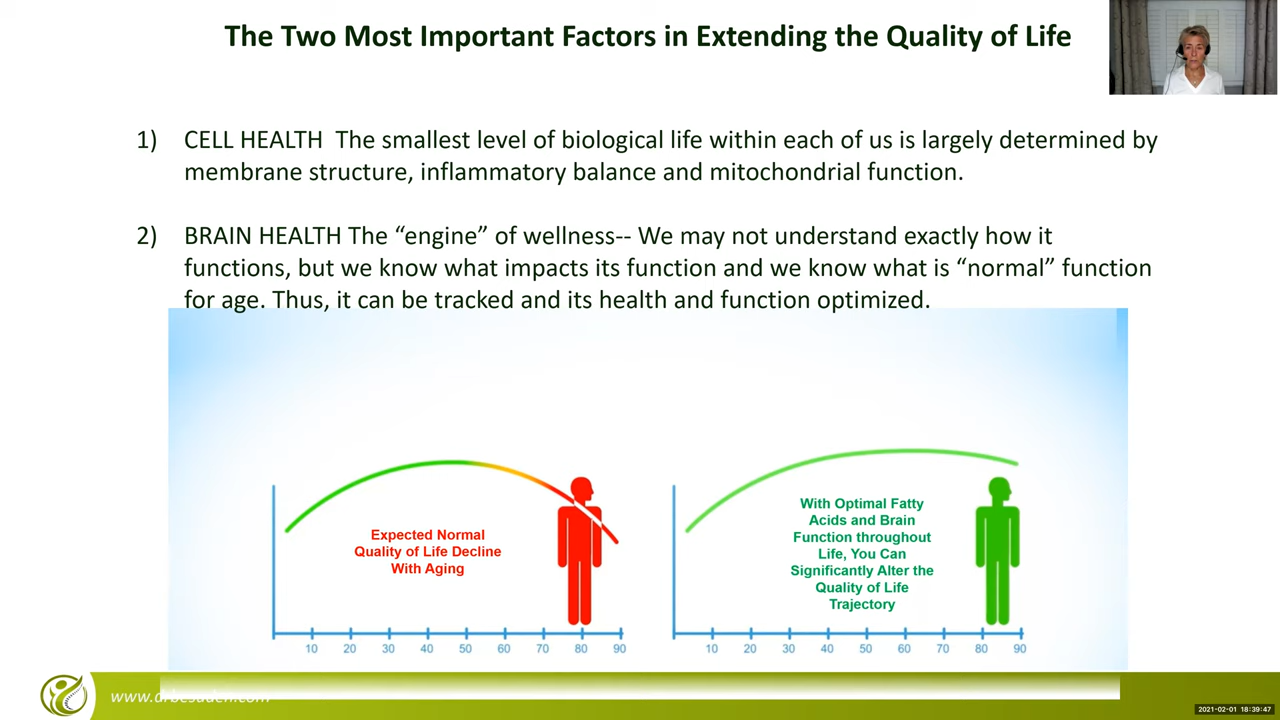 The Two Most Important Factors in Extending the Quality of Life
1) CELL HEALTH The smallest level of biological life within each of us is largely determined by
membrane structure, inflammatory balance and mitochondrial function.
2) BRAIN HEALTH The “engine” of wellness-- We may not understand exactly how it
functions, but we know what impacts its function and we know what is “normal” function
for age. Thus, it can be tracked and its health and function optimized.
Expected Normal
Quality of Life Decline
With Aging
10 20 30 40 50 60 70 80 90
With Optimal Fatty
Acids and Brain
Function throughout
Life, You Can
Significantly Alter the
Quality of Life
Trajectory
10 20 30 40 50 60 70 80 90
2021-02-01 18:39:47